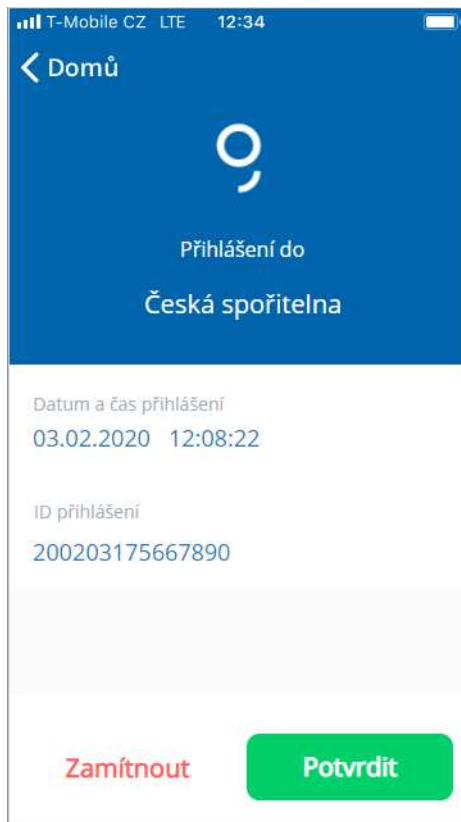 T-Mobile CZ LTE 12:34
Domů
Přihlášení do
Česká spořitelna
Datum a čas přihlášení
03.02.2020 12:08:22
ID přihlášení
200203175667890
Zamítnout Potvrdit